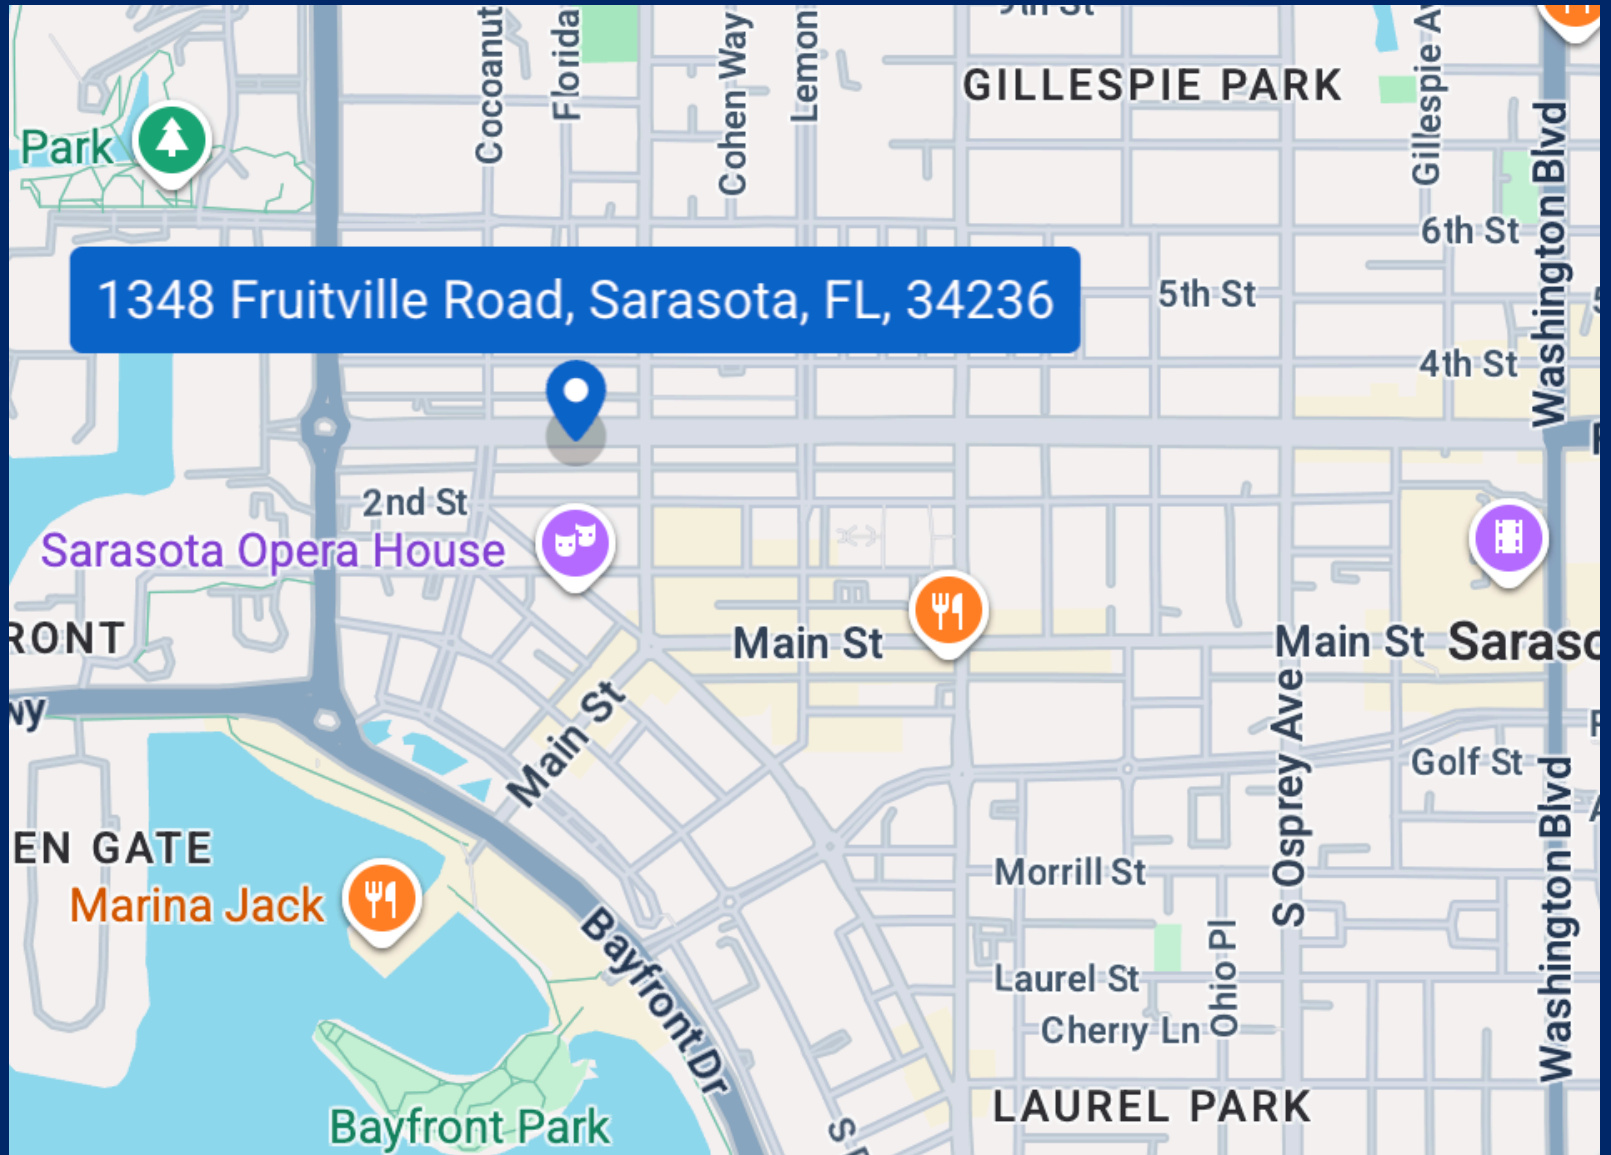 Cocoanut
Florida
Cohen Way
Lemon
9th St
GILLESPIE PARK
Gillespie Av
Washington Blvd
Park
6th St
1348 Fruitville Road, Sarasota, FL, 34236
5th St
4th St
2nd St
Sarasota Opera House
RONT
Main St
Main St
Saraso
wy
Main St
S Osprey Ave
Golf St
Washington Blvd
EN GATE
Morrill St
Marina Jack
Bayfront Dr
Laurel St
Ohio Pl
Cherry Ln
LAUREL PARK
Bayfront Park